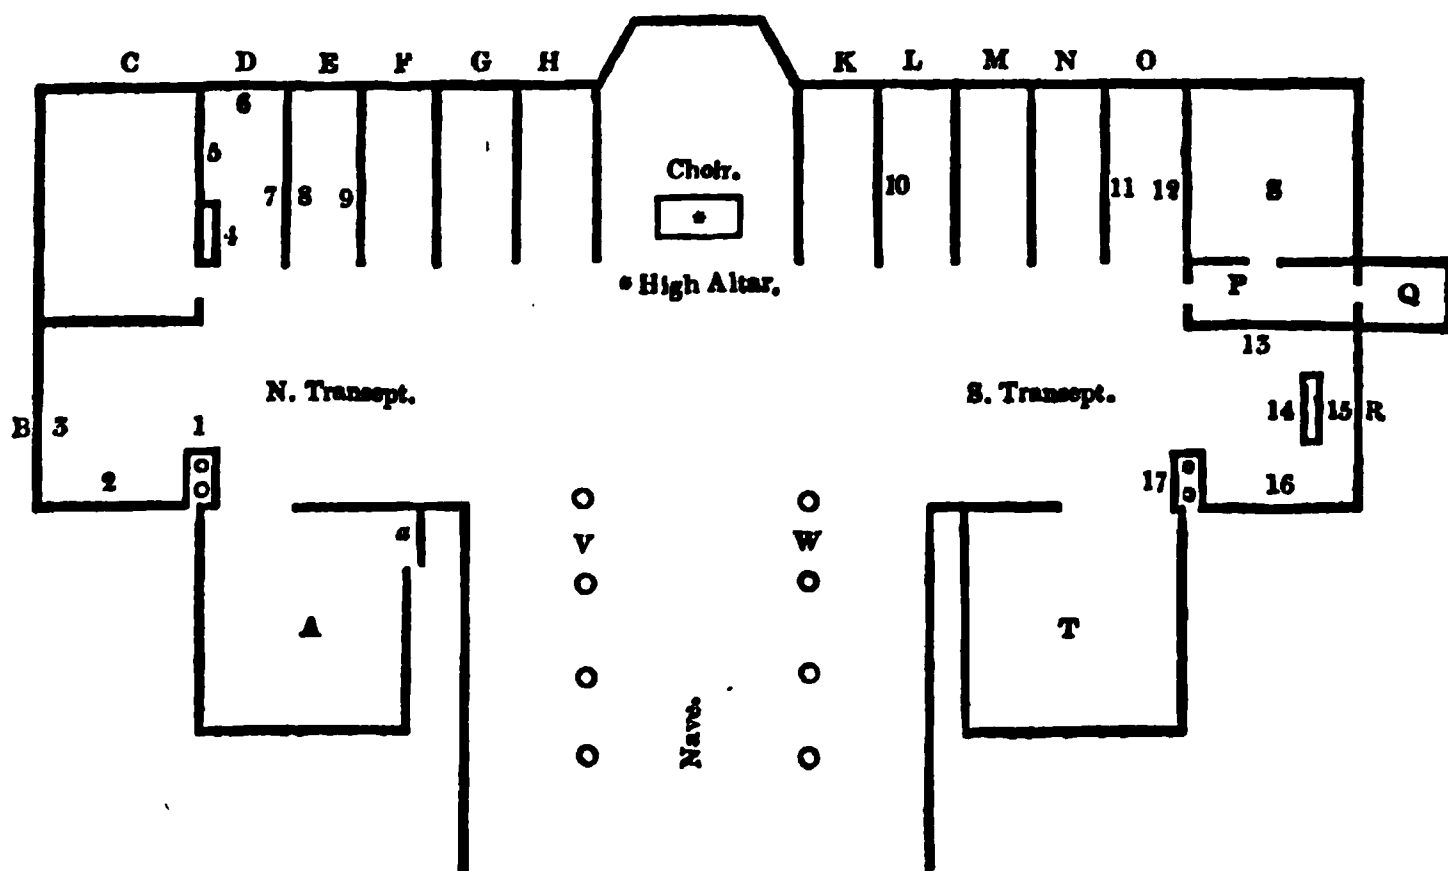 C D E F G H K L M N O
6
5
Choir.
7 8 9 10 11 12 S
*
4
* High Altar.
P Q
13
N. Transept. S. Transept.
B 3 1 14 15 R
2 17 16
a V W
A T
Nave.